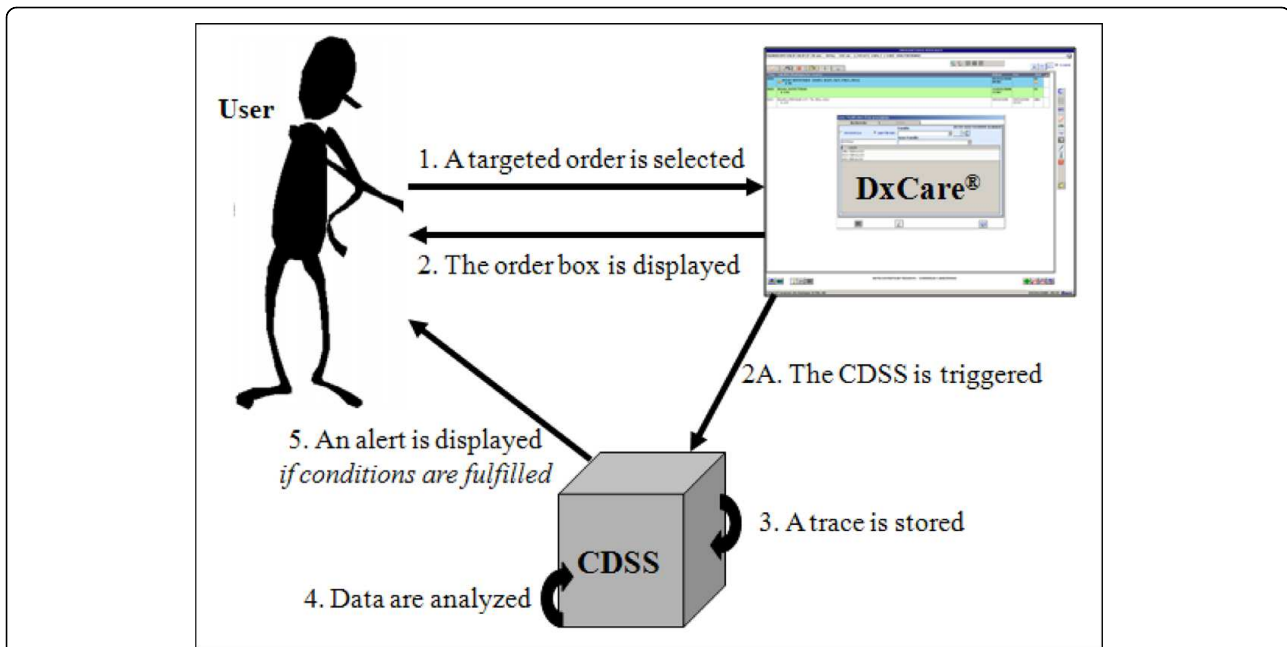 User
1. A targeted order is selected
DxCare®
2. The order box is displayed
2A. The CDSS is triggered
5. An alert is displayed
if conditions are fulfilled
3. A trace is stored
CDSS
4. Data are analyzed